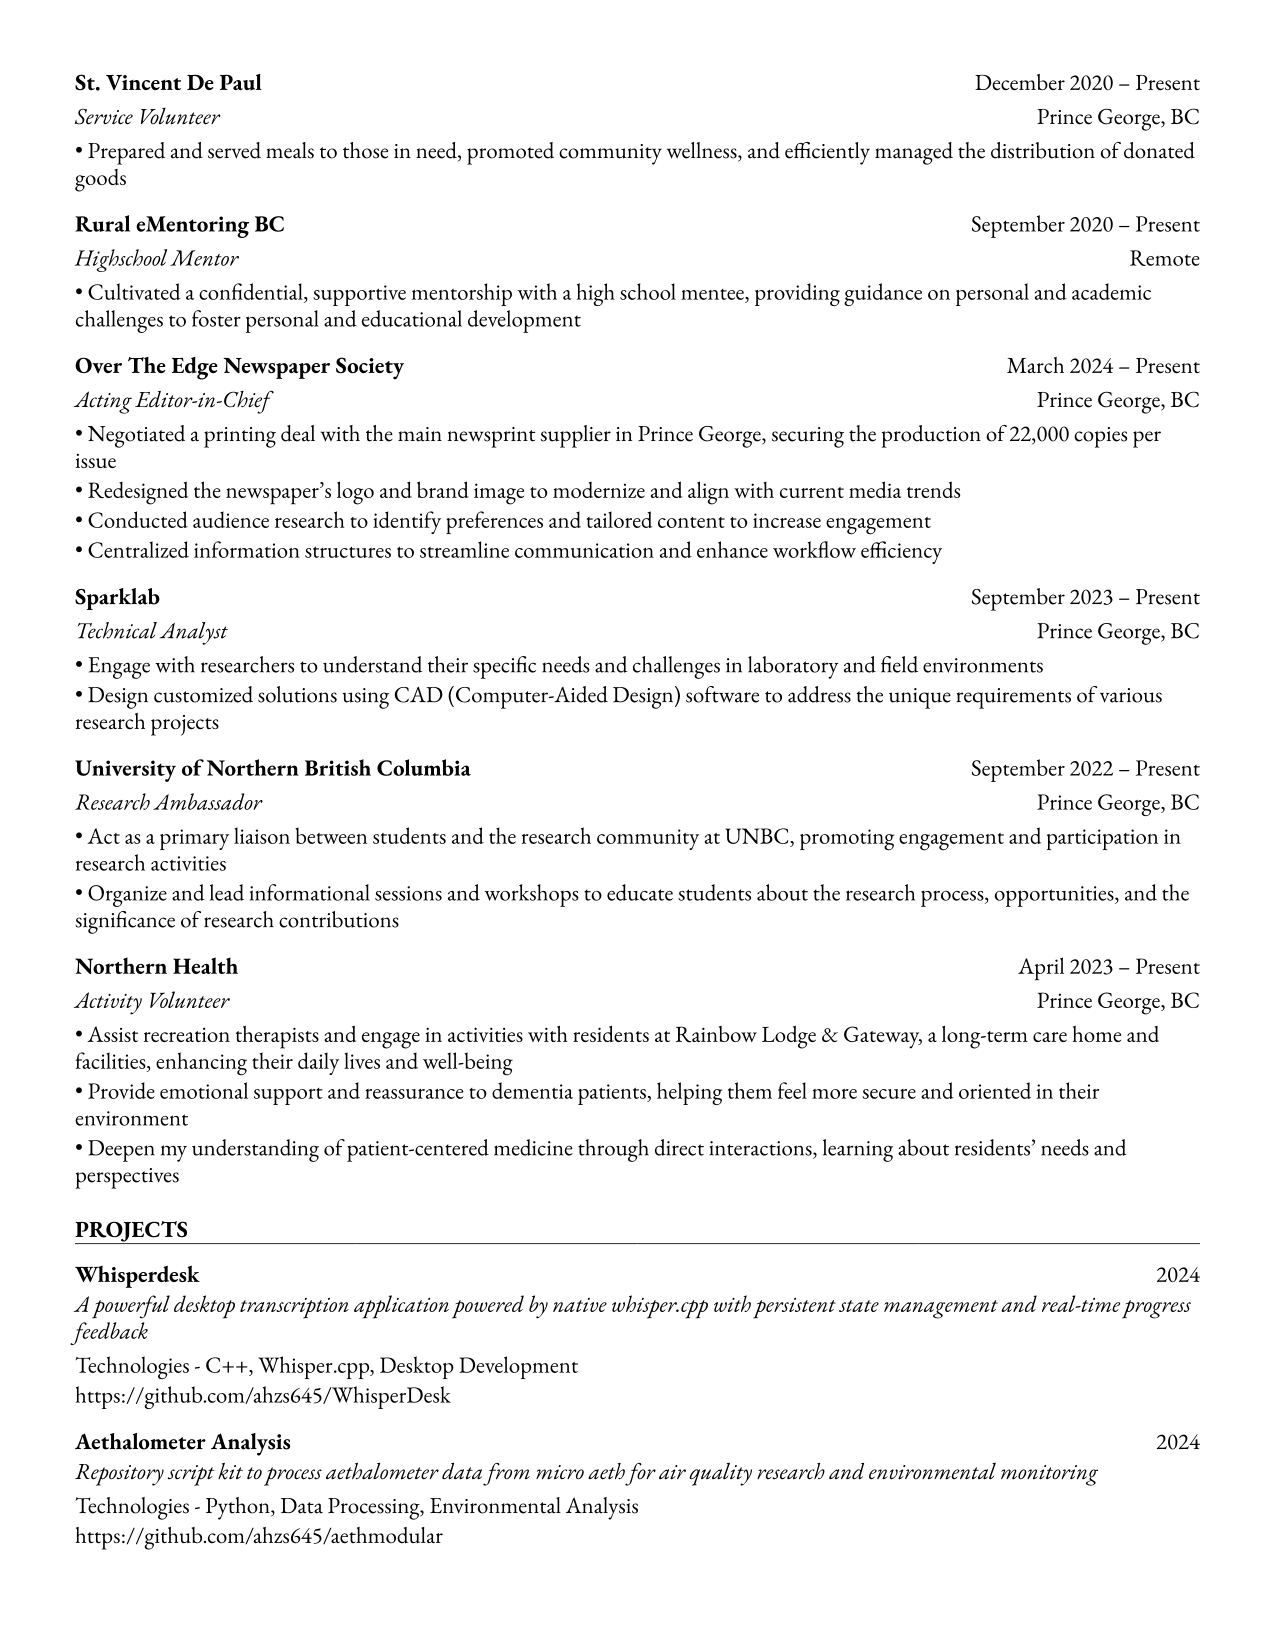 St. Vincent De Paul December 2020 – Present
Service Volunteer Prince George, BC
• Prepared and served meals to those in need, promoted community wellness, and efficiently managed the distribution of donated
goods
Rural eMentoring BC September 2020 – Present
Highschool Mentor Remote
• Cultivated a confidential, supportive mentorship with a high school mentee, providing guidance on personal and academic
challenges to foster personal and educational development
Over The Edge Newspaper Society March 2024 – Present
Acting Editor-in-Chief Prince George, BC
• Negotiated a printing deal with the main newsprint supplier in Prince George, securing the production of 22,000 copies per
issue
• Redesigned the newspaper’s logo and brand image to modernize and align with current media trends
• Conducted audience research to identify preferences and tailored content to increase engagement
• Centralized information structures to streamline communication and enhance workflow efficiency
Sparklab September 2023 – Present
Technical Analyst Prince George, BC
• Engage with researchers to understand their specific needs and challenges in laboratory and field environments
• Design customized solutions using CAD (Computer-Aided Design) software to address the unique requirements of various
research projects
University of Northern British Columbia September 2022 – Present
Research Ambassador Prince George, BC
• Act as a primary liaison between students and the research community at UNBC, promoting engagement and participation in
research activities
• Organize and lead informational sessions and workshops to educate students about the research process, opportunities, and the
significance of research contributions
Northern Health April 2023 – Present
Activity Volunteer Prince George, BC
• Assist recreation therapists and engage in activities with residents at Rainbow Lodge & Gateway, a long-term care home and
facilities, enhancing their daily lives and well-being
• Provide emotional support and reassurance to dementia patients, helping them feel more secure and oriented in their
environment
• Deepen my understanding of patient-centered medicine through direct interactions, learning about residents’ needs and
perspectives
PROJECTS
Whisperdesk 2024
A powerful desktop transcription application powered by native whisper.cpp with persistent state management and real-time progress
feedback
Technologies - C++, Whisper.cpp, Desktop Development
https://github.com/ahzs645/WhisperDesk
Aethalometer Analysis 2024
Repository script kit to process aethalometer data from micro aeth for air quality research and environmental monitoring
Technologies - Python, Data Processing, Environmental Analysis
https://github.com/ahzs645/aethmodular